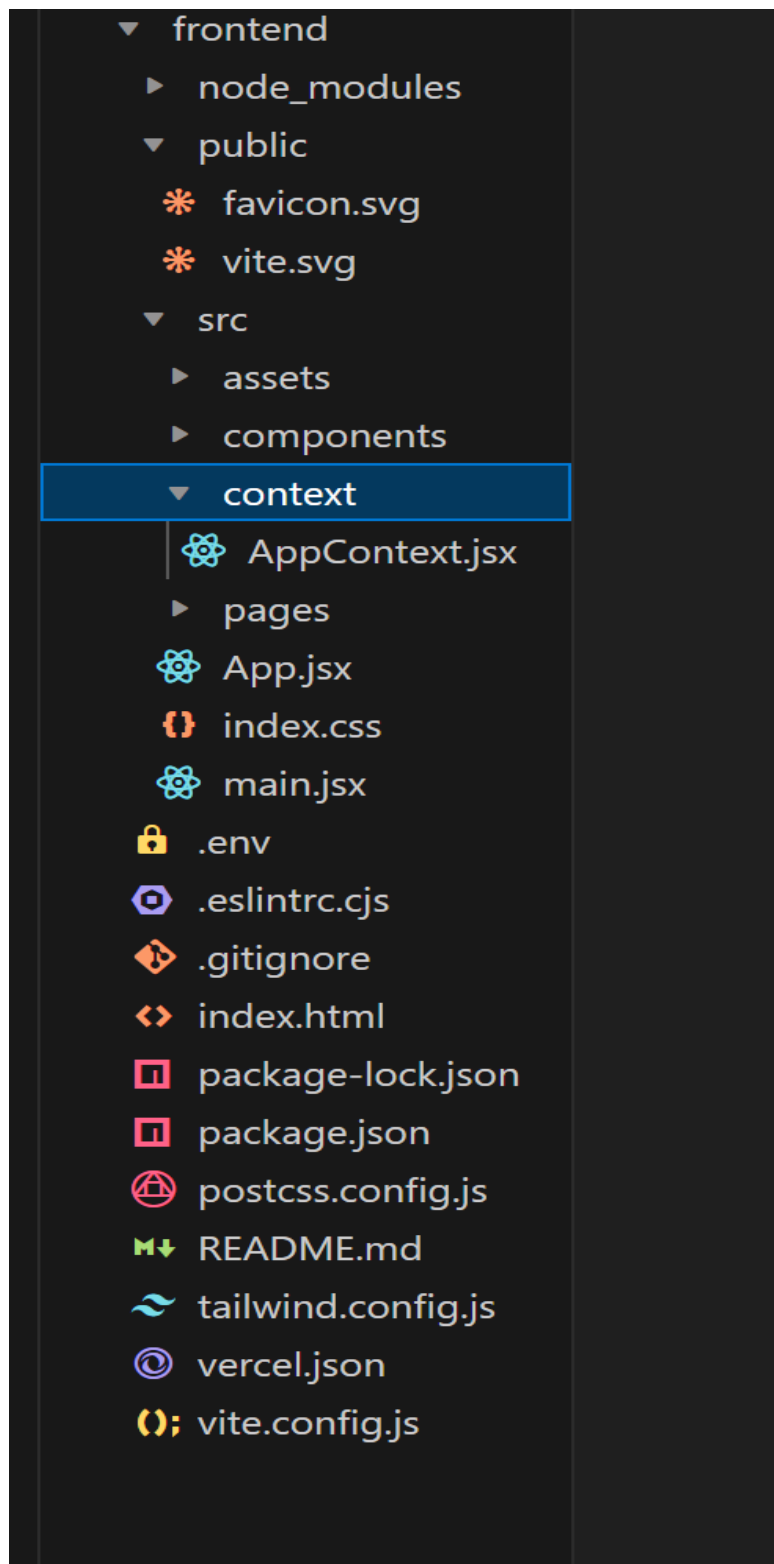 frontend
node_modules
public
favicon.svg
vite.svg
src
assets
components
context
AppContext.jsx
pages
App.jsx
index.css
main.jsx
.env
.eslintrc.cjs
.gitignore
index.html
package-lock.json
package.json
postcss.config.js
README.md
tailwind.config.js
vercel.json
vite.config.js